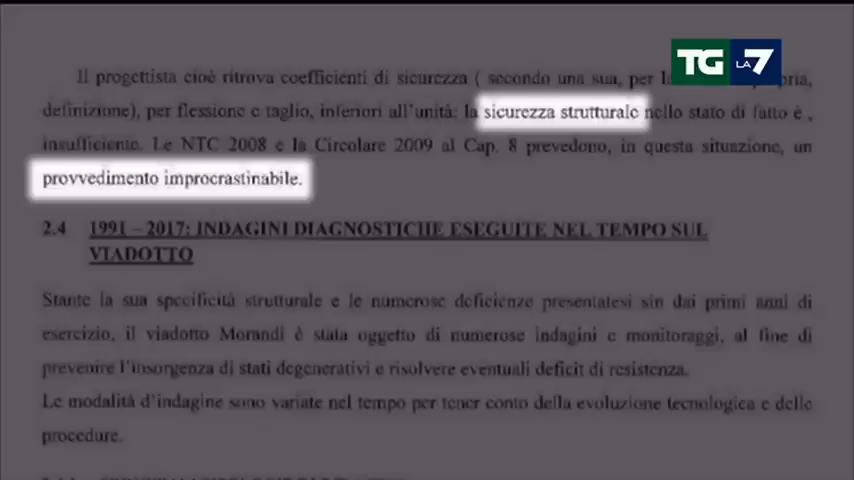 TG LA 7
Il progettista cioè ritrova coefficienti di sicurezza ( secondo una sua, per
definizione), per flessione e taglio, inferiori all'unità: la sicurezza strutturale nello stato di fatto è ,
insufficiente. Le NTC 2008 e la Circolare 2009 al Cap. 8 prevedono, in questa situazione, un
provvedimento improcrastinabile.
2.4 1991 – 2017: INDAGINI DIAGNOSTICHE ESEGUITE NEL TEMPO SUL
VIADOTTO
Stante la sua specificità strutturale e le numerose deficienze presentatesi sin dai primi anni di
esercizio, il viadotto Morandi è stata oggetto di numerose indagini e monitoraggi, al fine di
prevenire l'insorgenza di stati degenerativi e risolvere eventuali deficit di resistenza.
Le modalità d'indagine sono variate nel tempo per tener conto della evoluzione tecnologica e delle
procedure.